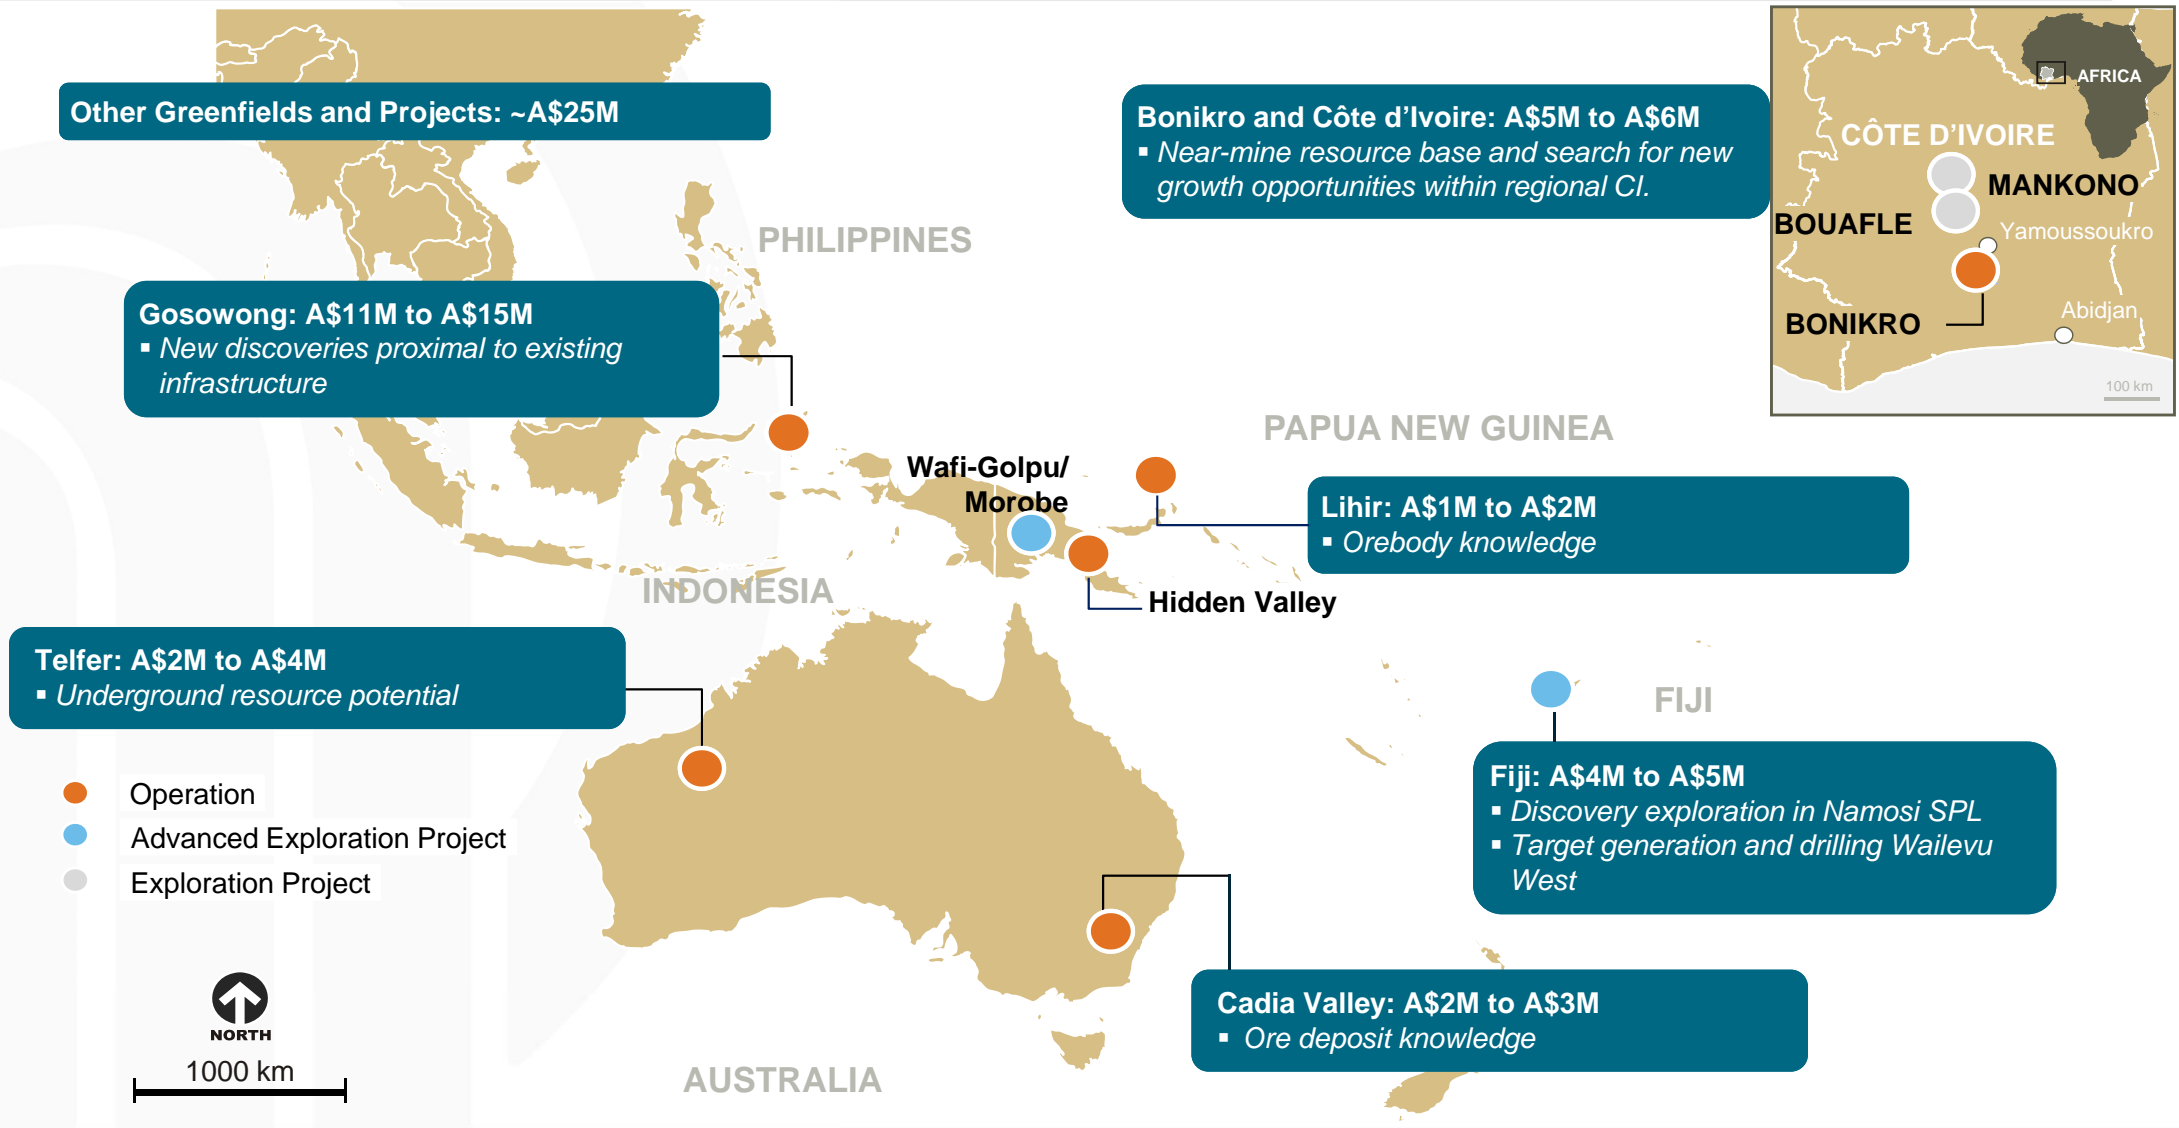 Other Greenfields and Projects: ~A$25M
Bonikro and Côte d'Ivoire: A$5M to A$6M
▪ Near-mine resource base and search for new
growth opportunities within regional CI.
AFRICA
CÔTE D'IVOIRE
MANKONO
BOUAFLE
Yamoussoukro
BONIKRO
Abidjan
100 km
PHILIPPINES
Gosowong: A$11M to A$15M
▪ New discoveries proximal to existing
infrastructure
PAPUA NEW GUINEA
Wafi-Golpu/
Morobe
Lihir: A$1M to A$2M
▪ Orebody knowledge
INDONESIA
Hidden Valley
Telfer: A$2M to A$4M
▪ Underground resource potential
FIJI
Fiji: A$4M to A$5M
▪ Discovery exploration in Namosi SPL
▪ Target generation and drilling Wailevu
West
Operation
Advanced Exploration Project
Exploration Project
Cadia Valley: A$2M to A$3M
▪ Ore deposit knowledge
NORTH
1000 km
AUSTRALIA